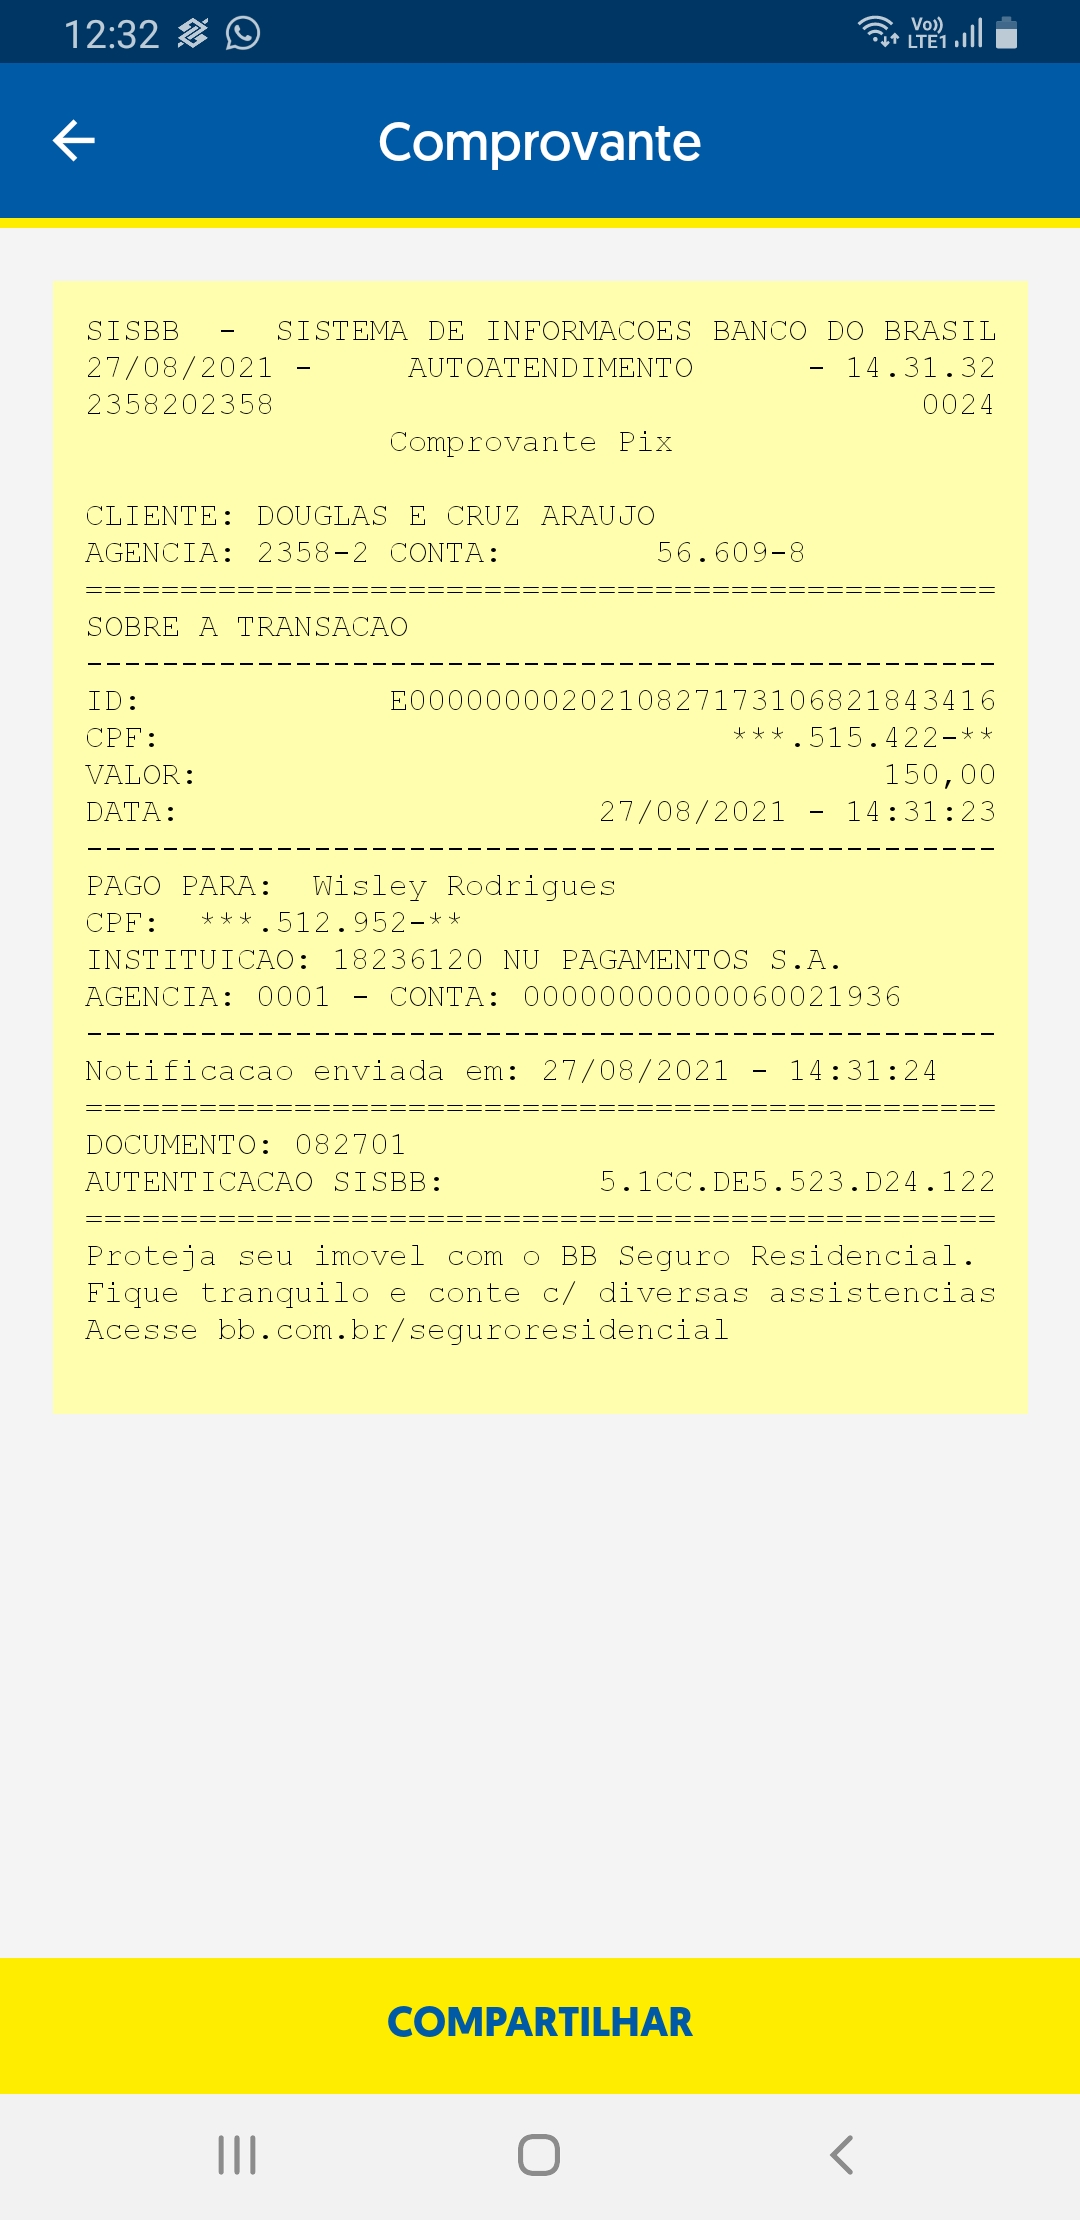 12:32
Vo))
LTE1
Comprovante
SISBB - SISTEMA DE INFORMACOES BANCO DO BRASIL
27/08/2021 - AUTOATENDIMENTO - 14.31.32
2358202358 0024
Comprovante Pix
CLIENTE: DOUGLAS E CRUZ ARAUJO
AGENCIA: 2358-2 CONTA: 56.609-8
================================================
SOBRE A TRANSACAO
------------------------------------------------
ID: E0000000020210827173106821843416
CPF: ***.515.422-**
VALOR: 150,00
DATA: 27/08/2021 - 14:31:23
------------------------------------------------
PAGO PARA: Wisley Rodrigues
CPF: ***.512.952-**
INSTITUICAO: 18236120 NU PAGAMENTOS S.A.
AGENCIA: 0001 - CONTA: 00000000000060021936
------------------------------------------------
Notificacao enviada em: 27/08/2021 - 14:31:24
================================================
DOCUMENTO: 082701
AUTENTICACAO SISBB: 5.1CC.DE5.523.D24.122
================================================
Proteja seu imovel com o BB Seguro Residencial.
Fique tranquilo e conte c/ diversas assistencias
Acesse bb.com.br/seguroresidencial
COMPARTILHAR